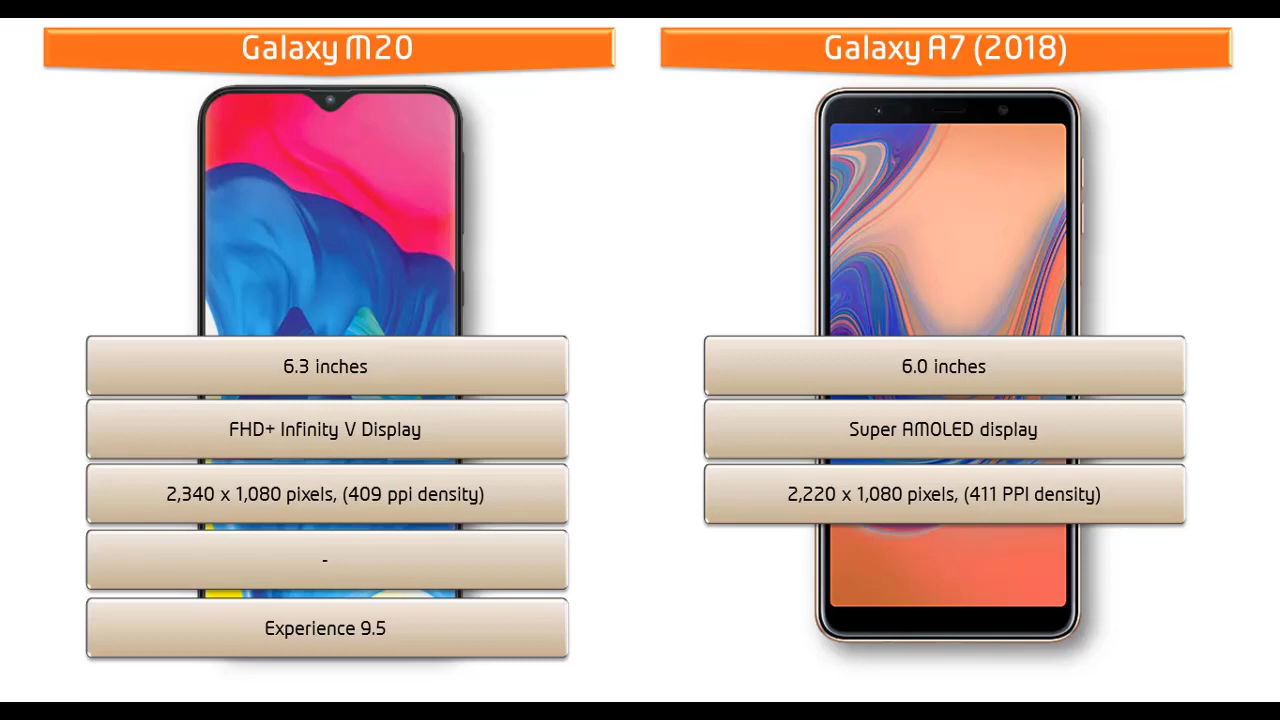 Galaxy M20
Galaxy A7 (2018)
6.3 inches
6.0 inches
FHD+ Infinity V Display
Super AMOLED display
2,340 x 1,080 pixels, (409 ppi density)
2,220 x 1,080 pixels, (411 PPI density)
-
Experience 9.5